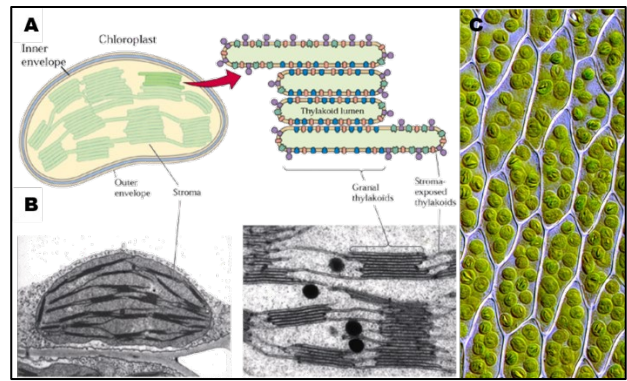 A
Chloroplast
Inner
envelope
Thylakoid lumen
Outer
envelope
Stroma
Granal
thylakoids
Stroma-
exposed
thylakoids
B
C